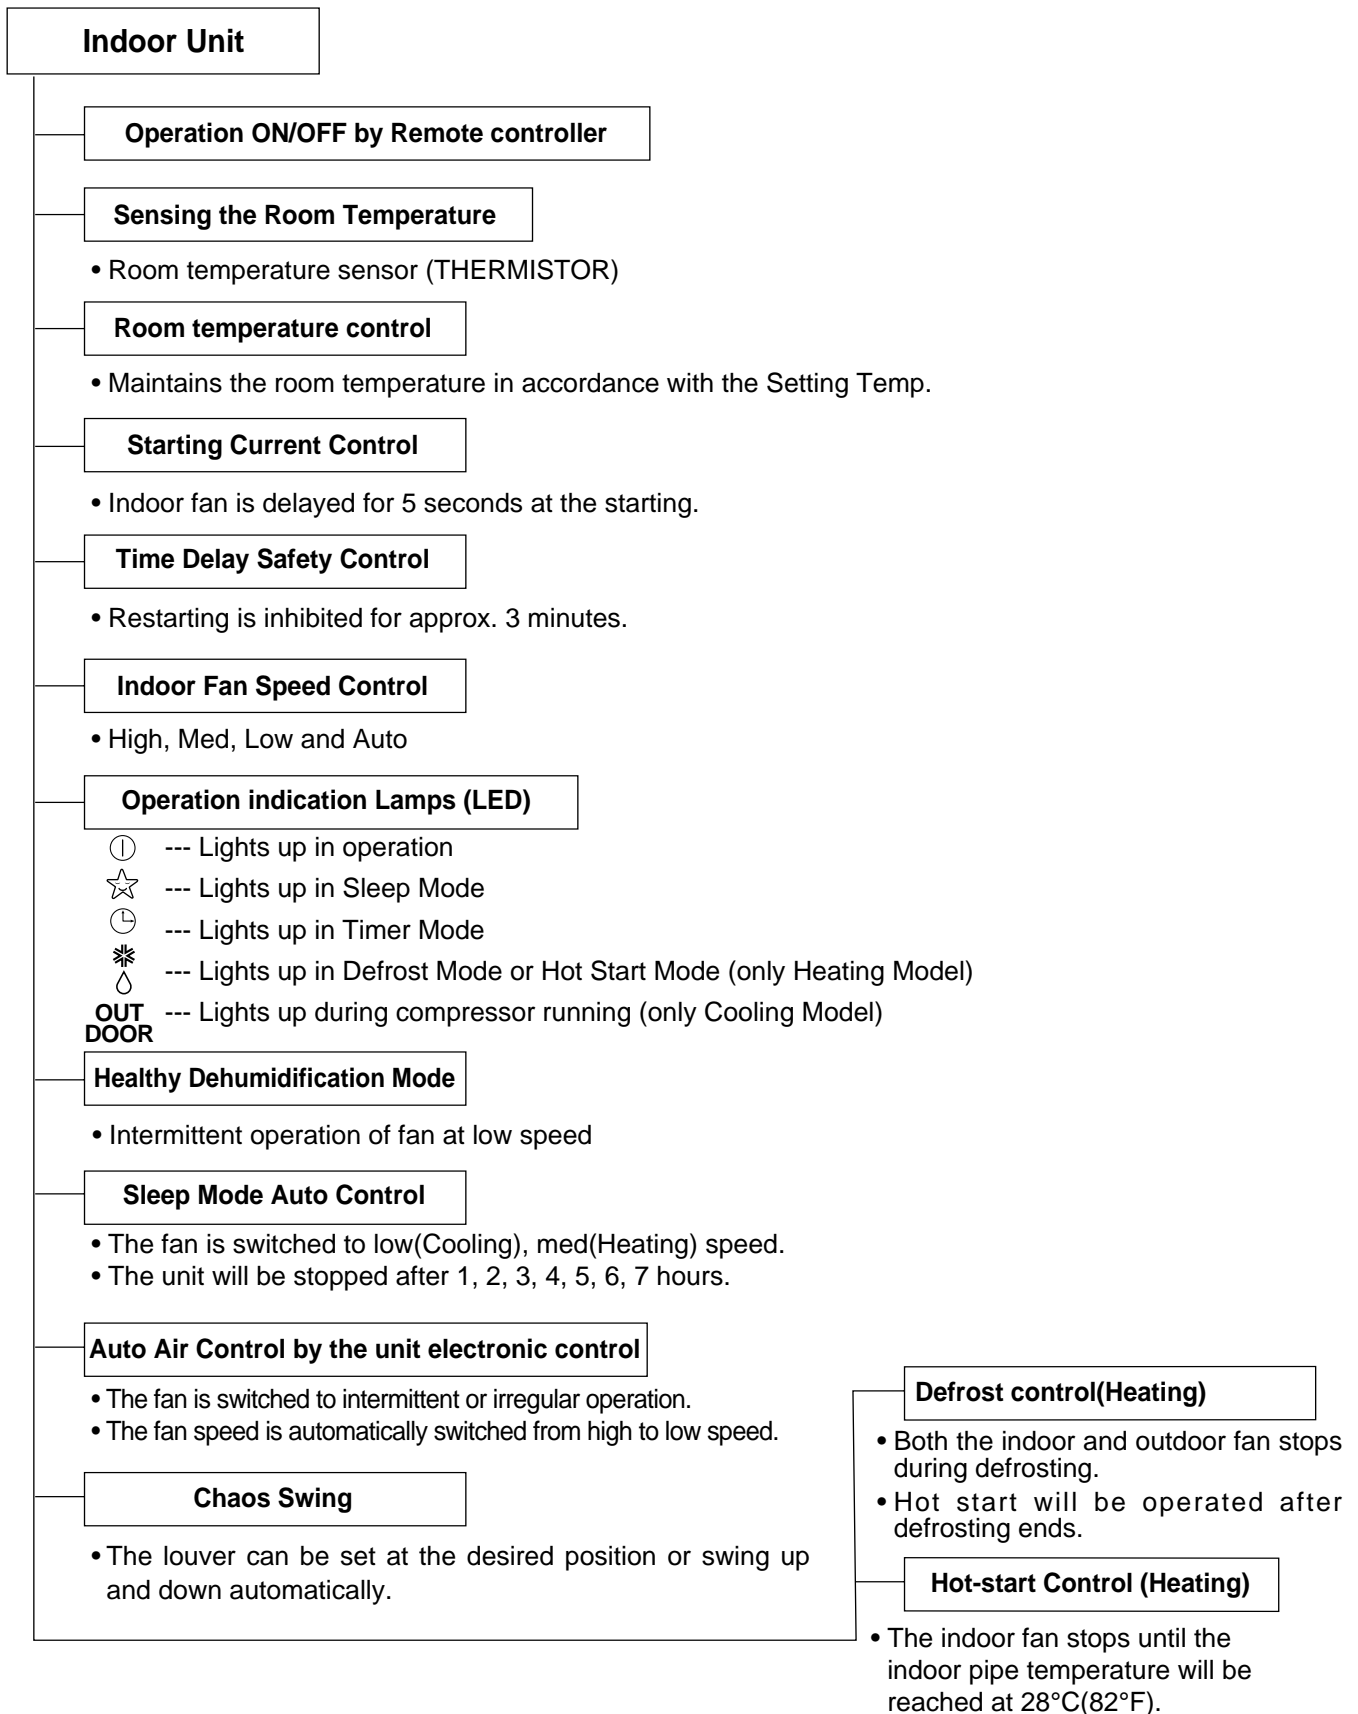 Indoor Unit
Operation ON/OFF by Remote controller
Sensing the Room Temperature
• Room temperature sensor (THERMISTOR)
Room temperature control
• Maintains the room temperature in accordance with the Setting Temp.
Starting Current Control
• Indoor fan is delayed for 5 seconds at the starting.
Time Delay Safety Control
• Restarting is inhibited for approx. 3 minutes.
Indoor Fan Speed Control
• High, Med, Low and Auto
Operation indication Lamps (LED)
--- Lights up in operation
--- Lights up in Sleep Mode
--- Lights up in Timer Mode
--- Lights up in Defrost Mode or Hot Start Mode (only Heating Model)
OUT DOOR --- Lights up during compressor running (only Cooling Model)
Healthy Dehumidification Mode
• Intermittent operation of fan at low speed
Sleep Mode Auto Control
• The fan is switched to low(Cooling), med(Heating) speed.
• The unit will be stopped after 1, 2, 3, 4, 5, 6, 7 hours.
Auto Air Control by the unit electronic control
• The fan is switched to intermittent or irregular operation.
• The fan speed is automatically switched from high to low speed.
Chaos Swing
• The louver can be set at the desired position or swing up
and down automatically.
Defrost control(Heating)
• Both the indoor and outdoor fan stops
during defrosting.
• Hot start will be operated after
defrosting ends.
Hot-start Control (Heating)
• The indoor fan stops until the
indoor pipe temperature will be
reached at 28°C(82°F).